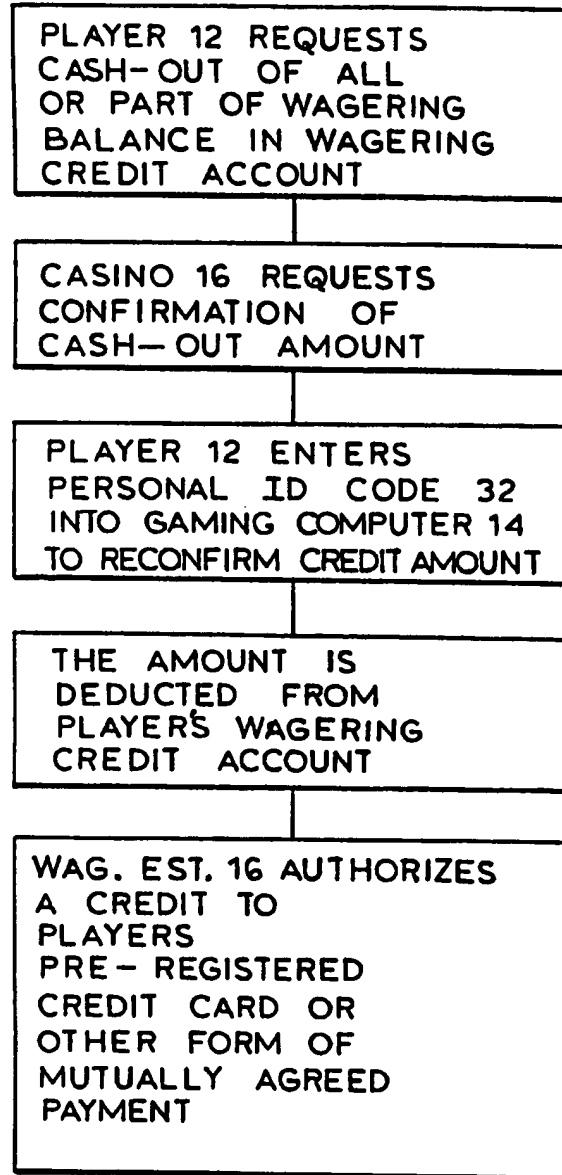 PLAYER 12 REQUESTS
CASH-OUT OF ALL
OR PART OF WAGERING
BALANCE IN WAGERING
CREDIT ACCOUNT
CASINO 16 REQUESTS
CONFIRMATION OF
CASH-OUT AMOUNT
PLAYER 12 ENTERS
PERSONAL ID CODE 32
INTO GAMING COMPUTER 14
TO RECONFIRM CREDIT AMOUNT
THE AMOUNT IS
DEDUCTED FROM
PLAYER'S WAGERING
CREDIT ACCOUNT
WAG. EST. 16 AUTHORIZES
A CREDIT TO
PLAYERS
PRE-REGISTERED
CREDIT CARD OR
OTHER FORM OF
MUTUALLY AGREED
PAYMENT